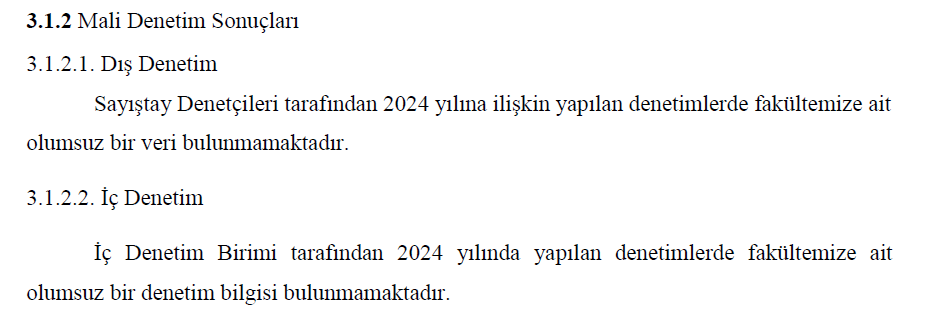 3.1.2 Mali Denetim Sonuçları
3.1.2.1. Dış Denetim
Sayıştay Denetçileri tarafından 2024 yılına ilişkin yapılan denetimlerde fakültemize ait
olumsuz bir veri bulunmamaktadır.
3.1.2.2. İç Denetim
İç Denetim Birimi tarafından 2024 yılında yapılan denetimlerde fakültemize ait
olumsuz bir denetim bilgisi bulunmamaktadır.